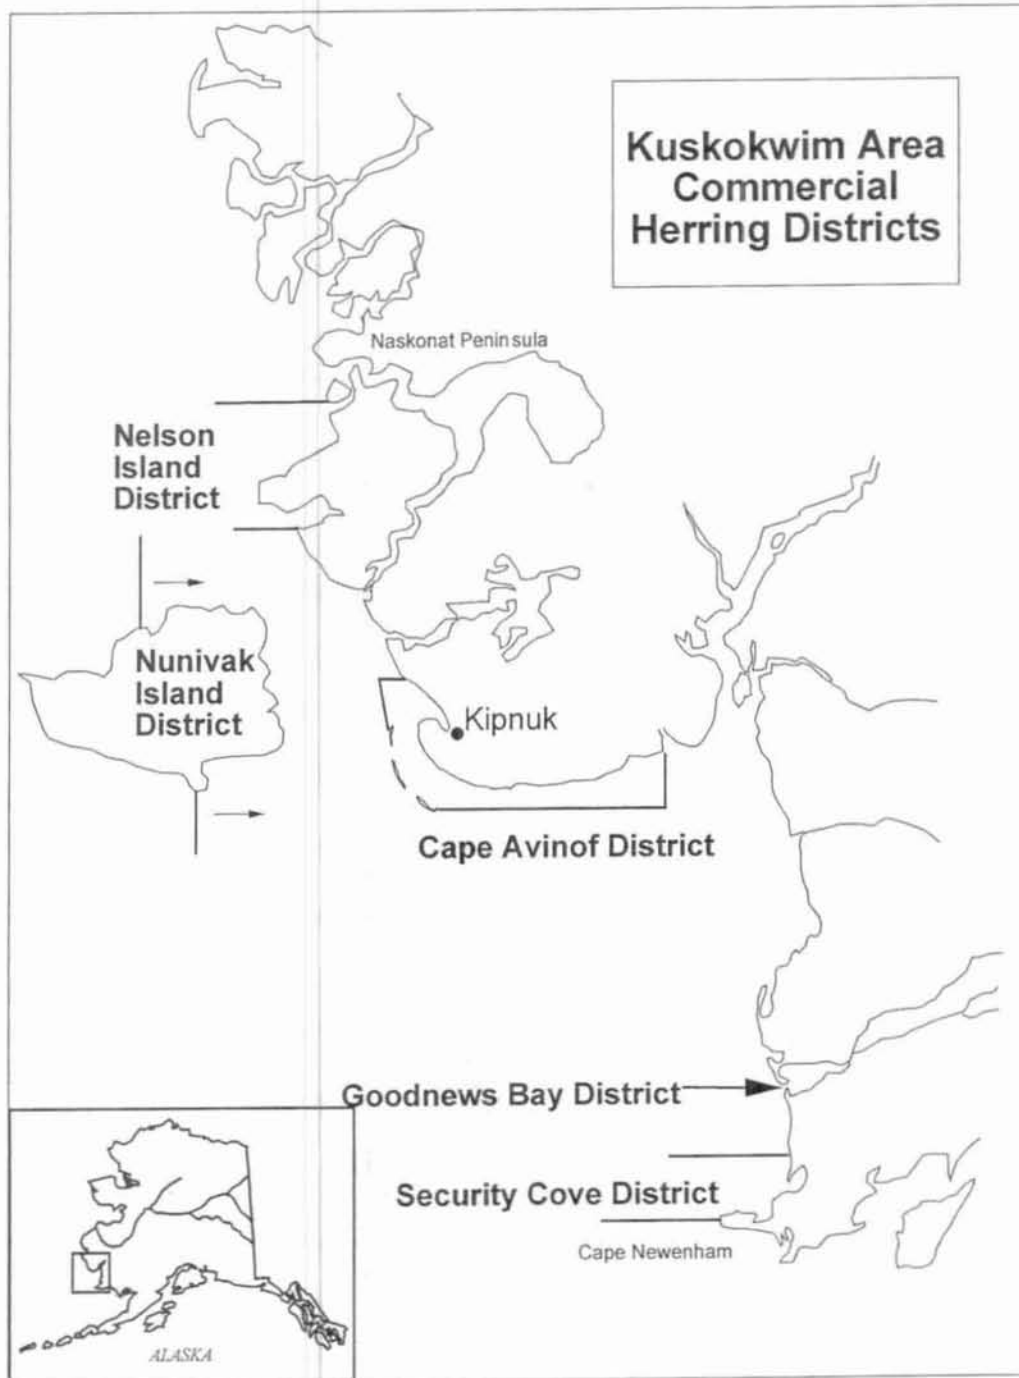 Kuskokwim Area
Commercial
Herring Districts
Naskonat Peninsula
Nelson
Island
District
Nunivak
Island
District
Kipnuk
Cape Avinof District
Goodnews Bay District
Security Cove District
Cape Newenham
ALASKA